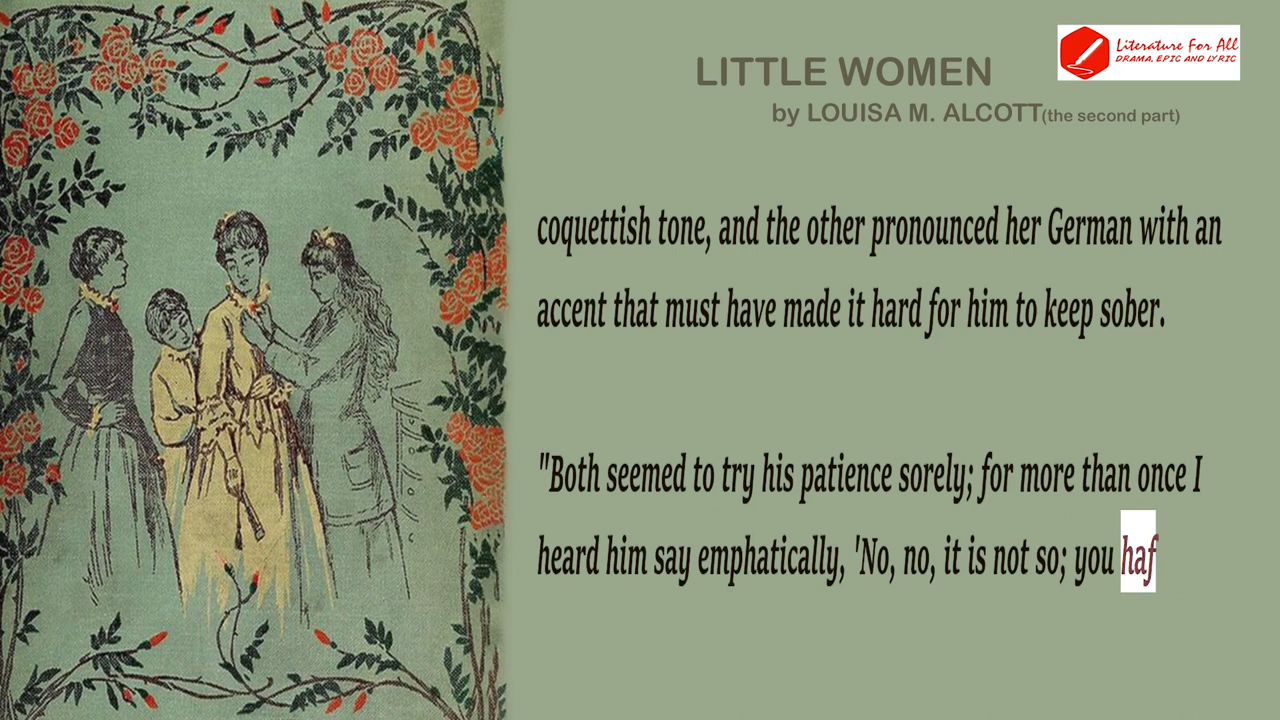 LITTLE WOMEN
by LOUISA M. ALCOTT(the second part)
Literature For All
DRAMA, EPIC AND LYRIC
coquettish tone, and the other pronounced her German with an
accent that must have made it hard for him to keep sober.
"Both seemed to try his patience sorely; for more than once I
heard him say emphatically, 'No, no, it is not so; you haf